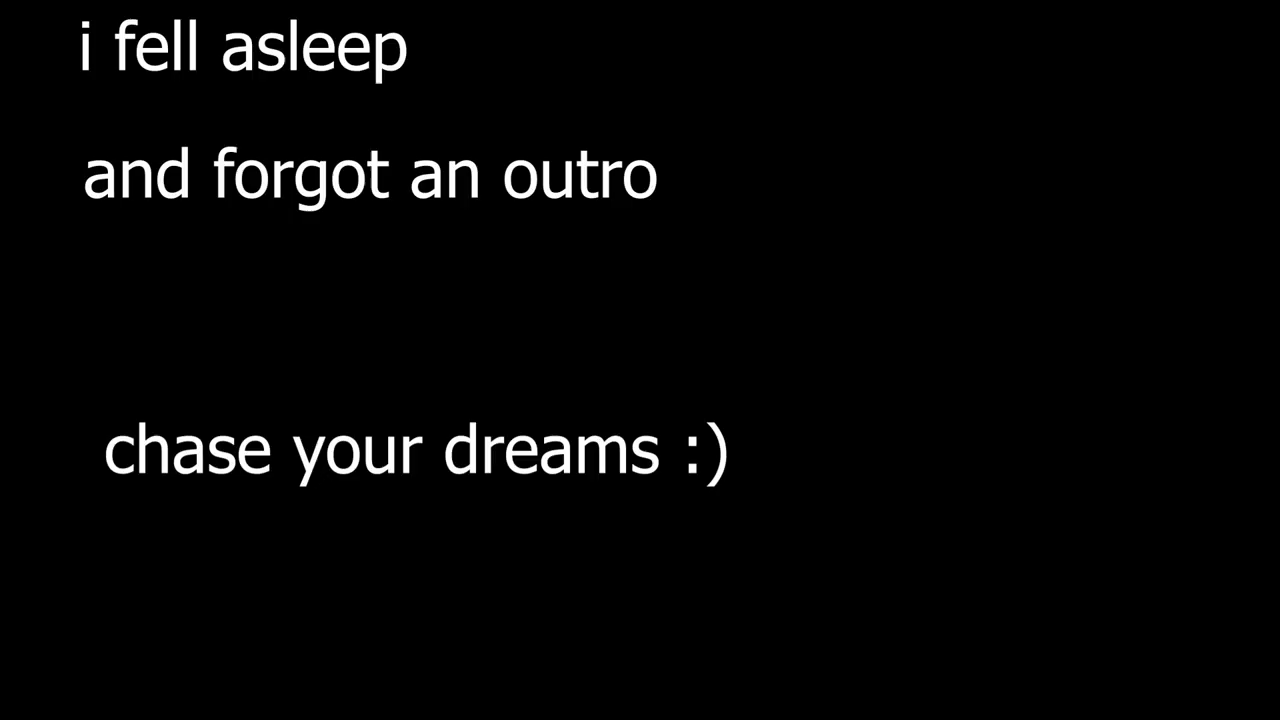 i fell asleep
and forgot an outro
chase your dreams :)